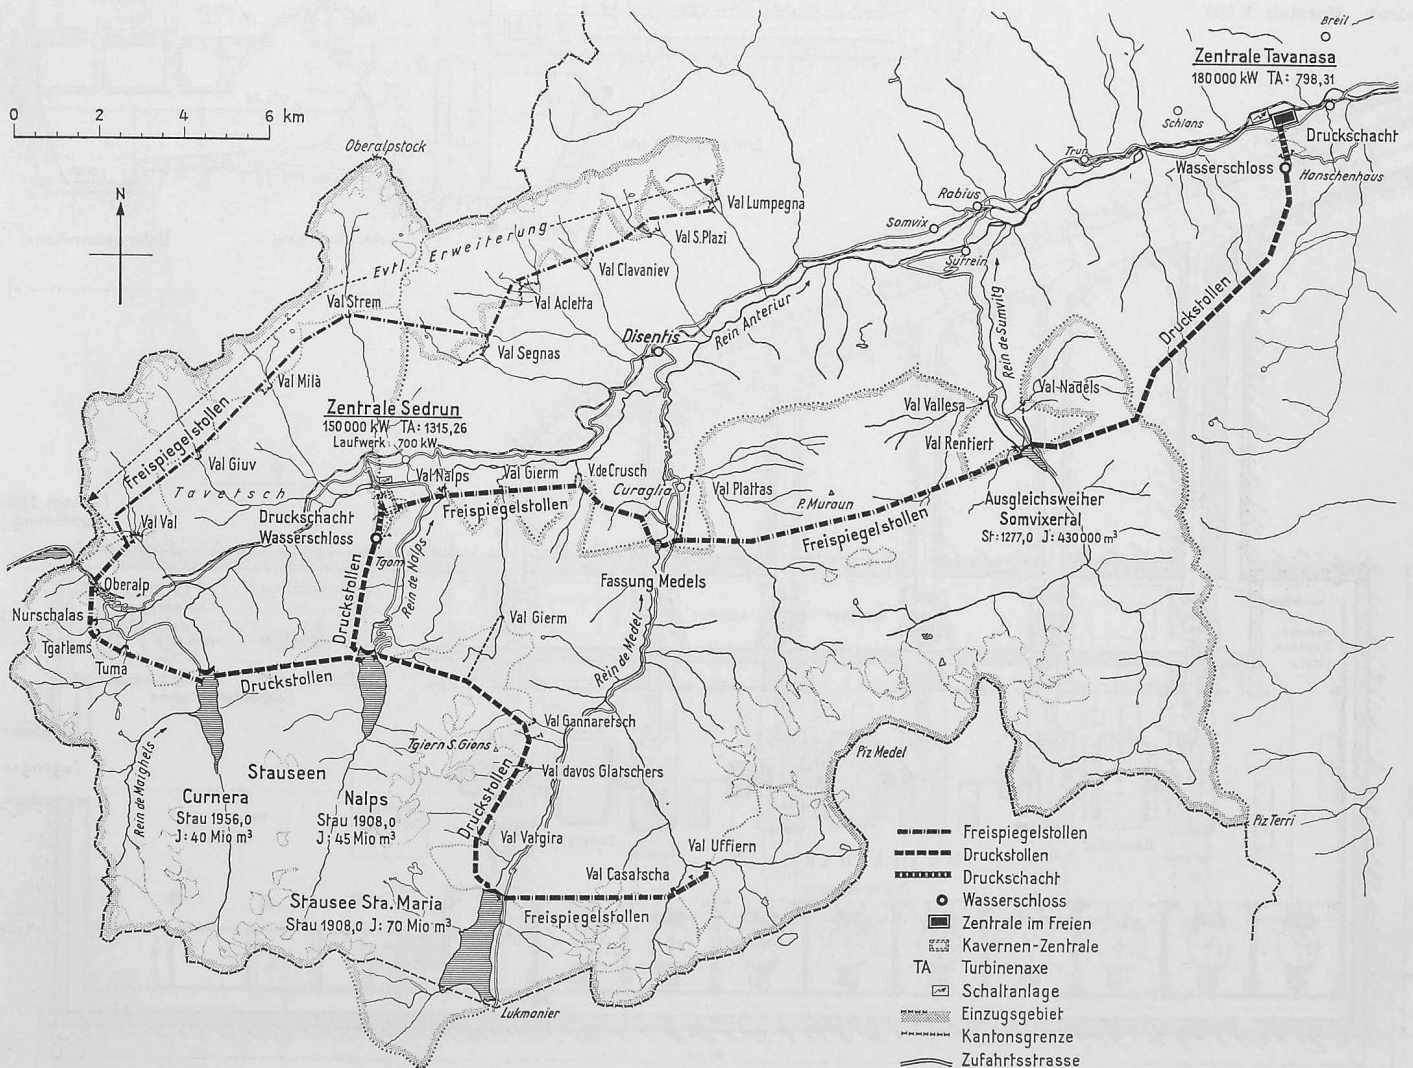 Breil
Zentrale Tavanasa
180 000 kW TA: 798,31
0 2 4 6 km
Schlans
Druckschacht
Oberalpstock
Trun
Wasserschloss
Hanschenhaus
N
Rabius
Val Lumpegna
Somvix
Val S.Plazi
Surrein
Evtl. Erweiterung
Val Clavaniev
Val Strem
Val Acletta
Rein Anteriur
Rein de Sumvitg
Druckstollen
Disentis
Val Segnas
Val Milà
Val Nadels
Zentrale Sedrun
150 000 kW TA: 1315,26
Laufwerk: 700 kW
Val Vallesa
Val Rentiert
Freispiegelstollen
Val Giuv
Tavetsch
Val Nalps
Val Gierm
V.de Crusch
Curaglia
Val Plattas
P. Muraun
Ausgleichsweiher
Somvixertal
St: 1277,0 J: 430 000 m³
Freispiegelstollen
Freispiegelstollen
Val Val
Druckschacht
Wasserschloss
Tgom
Rein de Nalps
Oberalp
Fassung Medels
Nurschalas
Tgatlems
Tuma
Druckstollen
Val Gierm
Rein de Medel
Druckstollen
Val Gannaretsch
Tgiern S. Gions
Val davos Glatschers
Piz Medel
Rein de Maighels
Stauseen
Curnera
Stau 1956,0
J: 40 Mio m³
Nalps
Stau 1908,0
J: 45 Mio m³
Druckstollen
Val Vatgira
Val Uffiern
Val Casatscha
Piz Terri
Stausee Sta. Maria
Stau 1908,0 J: 70 Mio m³
Freispiegelstollen
Lukmanier
Freispiegelstollen
Druckstollen
Druckschacht
Wasserschloss
Zentrale im Freien
Kavernen-Zentrale
TA Turbinenaxe
Schaltanlage
Einzugsgebiet
Kantonsgrenze
Zufahrtsstrasse